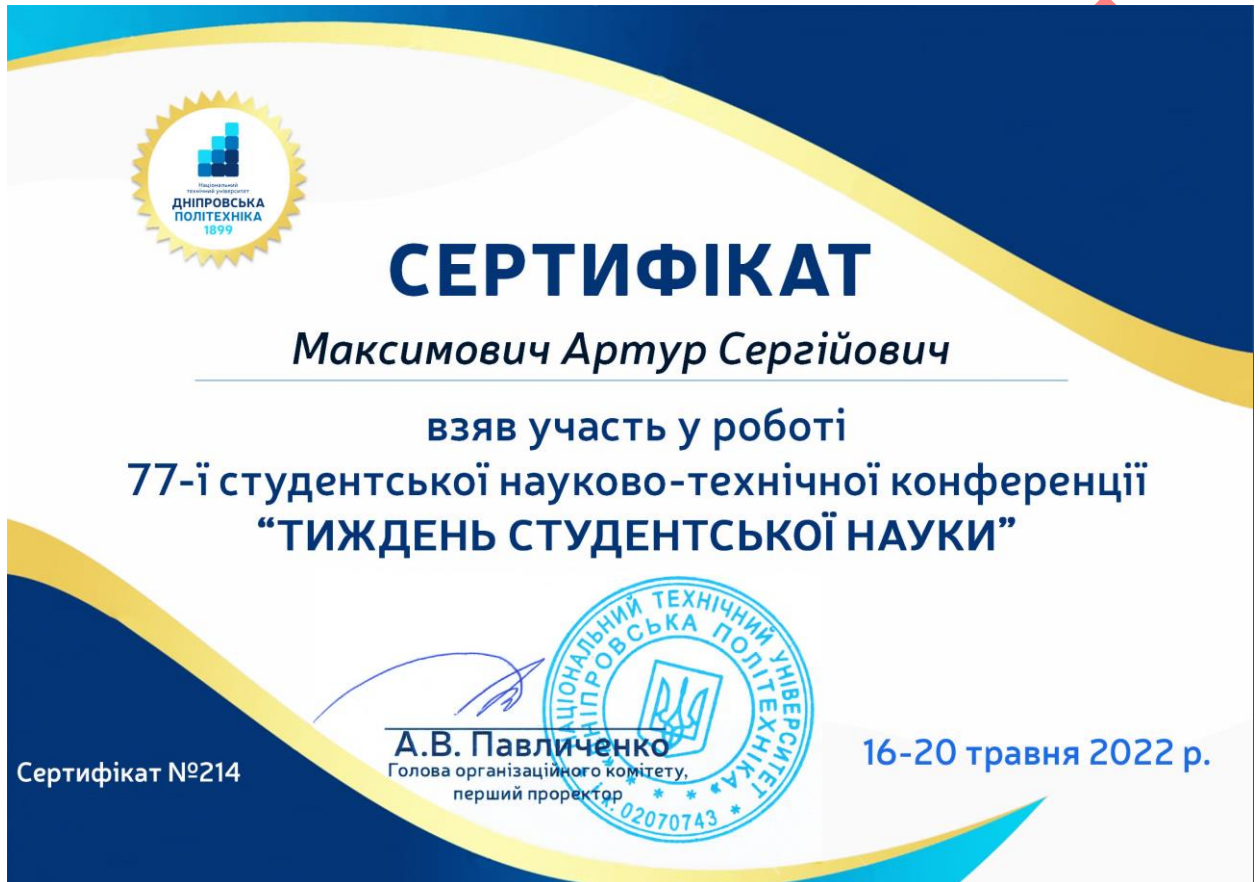 Національний
технічний університет
ДНІПРОВСЬКА
ПОЛІТЕХНІКА
1899
СЕРТИФІКАТ
Максимович Артур Сергійович
взяв участь у роботі
77-ї студентської науково-технічної конференції
“ТИЖДЕНЬ СТУДЕНТСЬКОЇ НАУКИ”
НАЦІОНАЛЬНИЙ ТЕХНІЧНИЙ УНІВЕРСИТЕТ
«ДНІПРОВСЬКА ПОЛІТЕХНІКА»
02070743
А.В. Павличенко
Голова організаційного комітету,
перший проректор
Сертифікат №214
16-20 травня 2022 р.